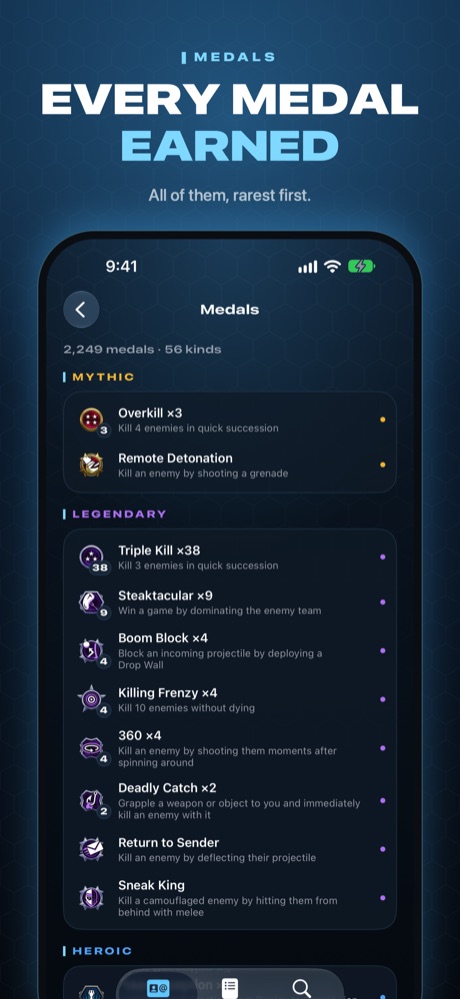 MEDALS
EVERY MEDAL
EARNED
All of them, rarest first.
9:41
Medals
2,249 medals · 56 kinds
MYTHIC
Overkill ×3
3
Kill 4 enemies in quick succession
Remote Detonation
Kill an enemy by shooting a grenade
LEGENDARY
Triple Kill ×38
38
Kill 3 enemies in quick succession
Steaktacular ×9
9
Win a game by dominating the enemy team
Boom Block ×4
4
Block an incoming projectile by deploying a
Drop Wall
Killing Frenzy ×4
4
Kill 10 enemies without dying
360 ×4
4
Kill an enemy by shooting them moments after
spinning around
Deadly Catch ×2
2
Grapple a weapon or object to you and immediately
kill an enemy with it
Return to Sender
Kill an enemy by deflecting their projectile
Sneak King
Kill a camouflaged enemy by hitting them from
behind with melee
HEROIC